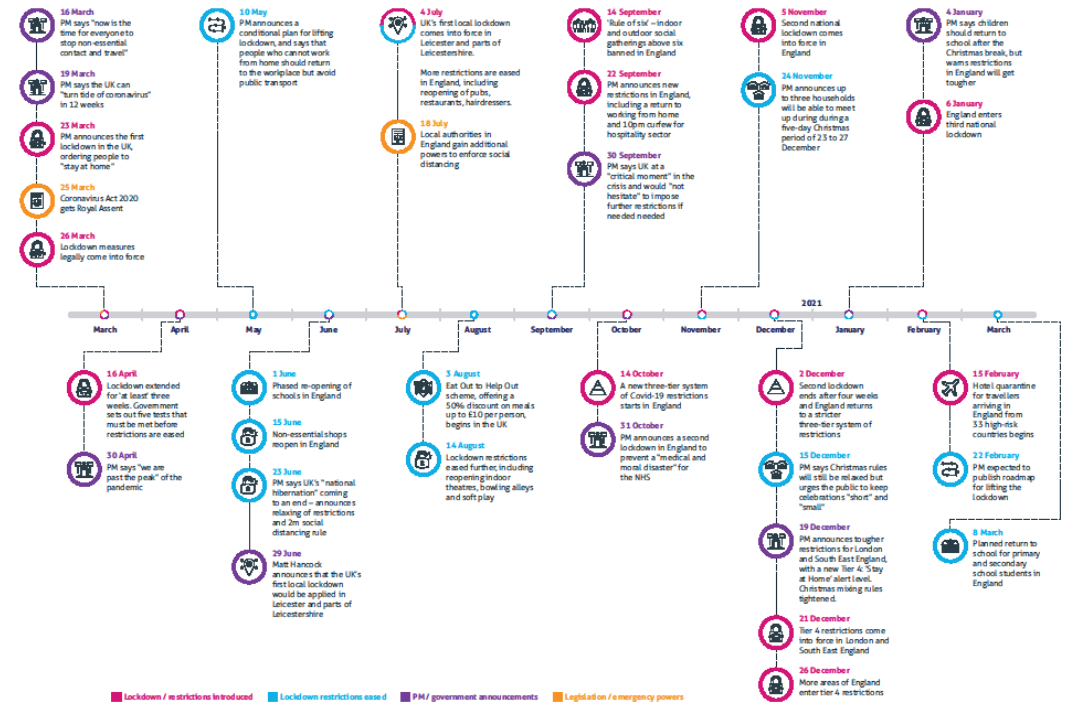 16 March
PM says "now is the
time for everyone to
stop non-essential
contact and travel"
19 March
PM says the UK can
"turn tide of coronavirus"
in 12 weeks
23 March
PM announces the first
lockdown in the UK,
ordering people to
"stay at home"
25 March
Coronavirus Act 2020
gets Royal Assent
26 March
Lockdown measures
legally come into force
10 May
PM announces a
conditional plan for lifting
lockdown, and says that
people who cannot work
from home should return
to the workplace but avoid
public transport
4 July
UK's first local lockdown
comes into force in
Leicester and parts of
Leicestershire.
More restrictions are eased
in England, including
reopening of pubs,
restaurants, hairdressers.
18 July
Local authorities in
England gain additional
powers to enforce social
distancing
14 September
'Rule of six' – indoor
and outdoor social
gatherings above six
banned in England
22 September
PM announces new
restrictions in England,
including a return to
working from home
and 10pm curfew for
hospitality sector
30 September
PM says UK at a
"critical moment" in the
crisis and would "not
hesitate" to impose
further restrictions if
needed needed
5 November
Second national
lockdown comes
into force in
England
24 November
PM announces up
to three households
will be able to meet
up during during a
five-day Christmas
period of 23 to 27
December
4 January
PM says children
should return to
school after the
Christmas break, but
warns restrictions
in England will get
tougher
6 January
England enters
third national
lockdown
2021
March
April
May
June
July
August
September
October
November
December
January
February
March
16 April
Lockdown extended
for 'at least' three
weeks. Government
sets out five tests that
must be met before
restrictions are eased
30 April
PM says "we are
past the peak" of the
pandemic
1 June
Phased re-opening of
schools in England
15 June
Non-essential shops
reopen in England
23 June
PM says UK's "national
hibernation" coming
to an end – announces
relaxing of restrictions
and 2m social
distancing rule
29 June
Matt Hancock
announces that the UK's
first local lockdown
would be applied in
Leicester and parts of
Leicestershire
3 August
Eat Out to Help Out
scheme, offering a
50% discount on meals
up to £10 per person,
begins in the UK
14 August
Lockdown restrictions
eased further, including
reopening indoor
theatres, bowling alleys
and soft play
14 October
A new three-tier system
of Covid-19 restrictions
starts in England
31 October
PM announces a second
lockdown in England to
prevent a "medical and
moral disaster" for
the NHS
2 December
Second lockdown
ends after four weeks
and England returns
to a stricter
three-tier system of
restrictions
15 December
PM says Christmas rules
will still be relaxed but
urges the public to keep
celebrations "short" and
"small"
19 December
PM announces tougher
restrictions for London
and South East England,
with a new Tier 4: 'Stay
at Home' alert level.
Christmas mixing rules
tightened.
21 December
Tier 4 restrictions come
into force in London and
South East England
26 December
More areas of England
enter tier 4 restrictions
15 February
Hotel quarantine
for travellers
arriving in
England from
33 high-risk
countries begins
22 February
PM expected to
publish roadmap
for lifting the
lockdown
8 March
Planned return to
school for primary
and secondary
school students in
England
Lockdown / restrictions introduced
Lockdown restrictions eased
PM / government announcements
Legislation / emergency powers